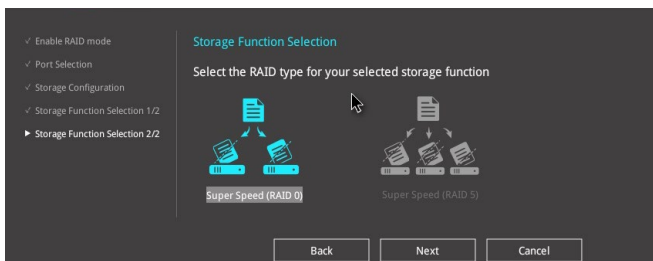 Enable RAID mode
Port Selection
Storage Configuration
Storage Function Selection 1/2
Storage Function Selection 2/2
Storage Function Selection
Select the RAID type for your selected storage function
Super Speed (RAID 0)
Super Speed (RAID 5)
Back
Next
Cancel